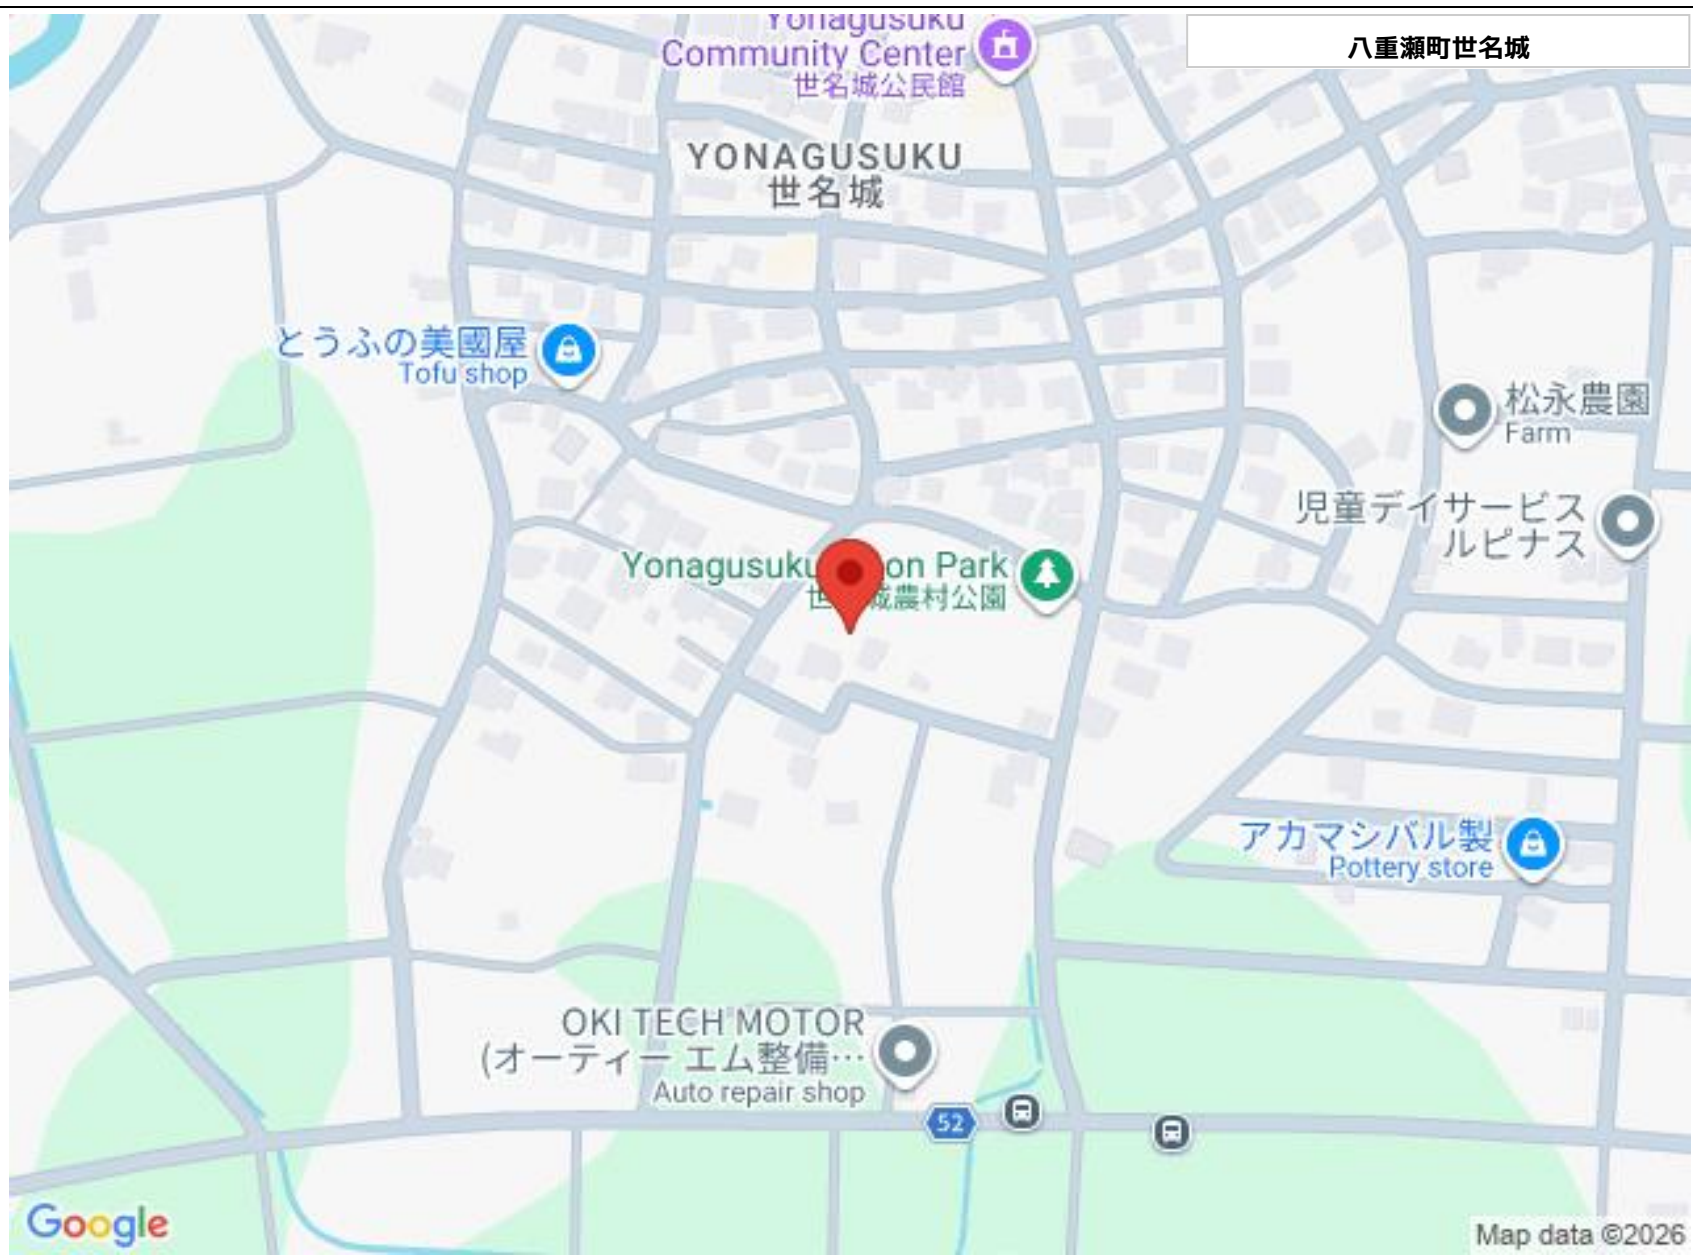 Yonagusuku
Community Center
世名城公民館
八重瀬町世名城
YONAGUSUKU
世名城
とうふの美國屋
Tofu shop
松永農園
Farm
児童デイサービス
ルピナス
Yonagusuku on Park
世 城農村公園
アカマシバル製
Pottery store
OKI TECH MOTOR
(オーティー エム整備…
Auto repair shop
52
Google
Map data ©2026